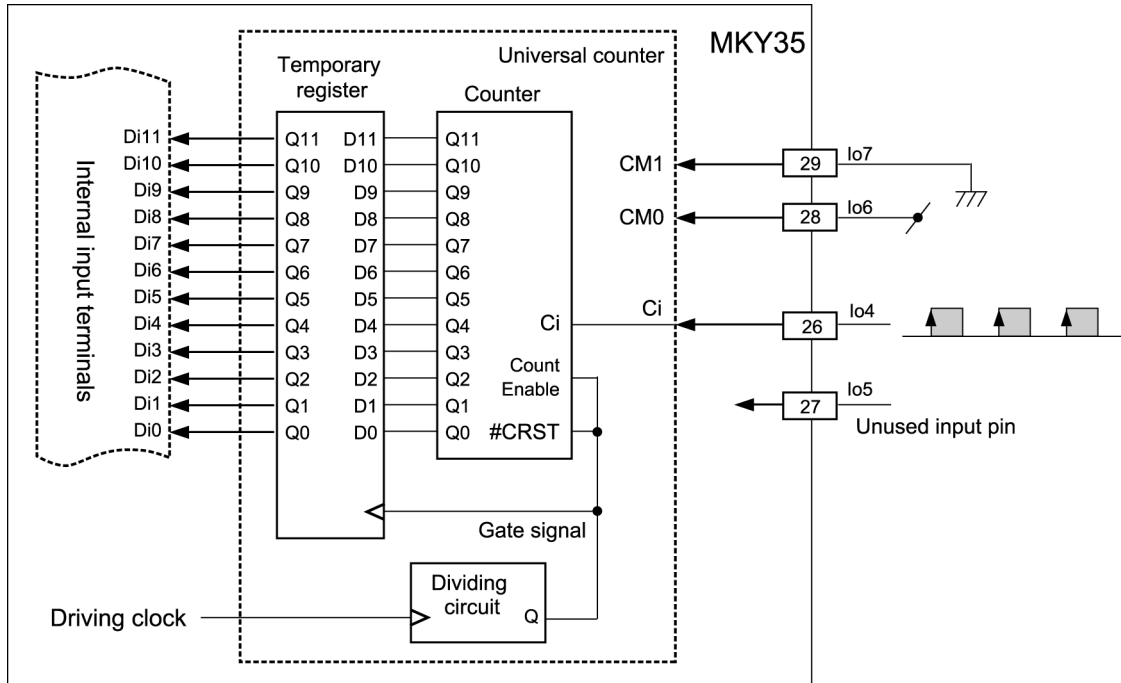 MKY35
Universal counter
Temporary
register
Counter
Internal input terminals
Di11
Di10
Di9
Di8
Di7
Di6
Di5
Di4
Di3
Di2
Di1
Di0
Q11 D11
Q10 D10
Q9 D9
Q8 D8
Q7 D7
Q6 D6
Q5 D5
Q4 D4
Q3 D3
Q2 D2
Q1 D1
Q0 D0
Q11
Q10
Q9
Q8
Q7
Q6
Q5
Q4
Q3
Q2
Q1
Q0
Ci
Count
Enable
#CRST
Gate signal
Dividing
circuit
Q
Driving clock
CM1
29
Io7
CM0
28
Io6
Ci
26
Io4
27
Io5
Unused input pin